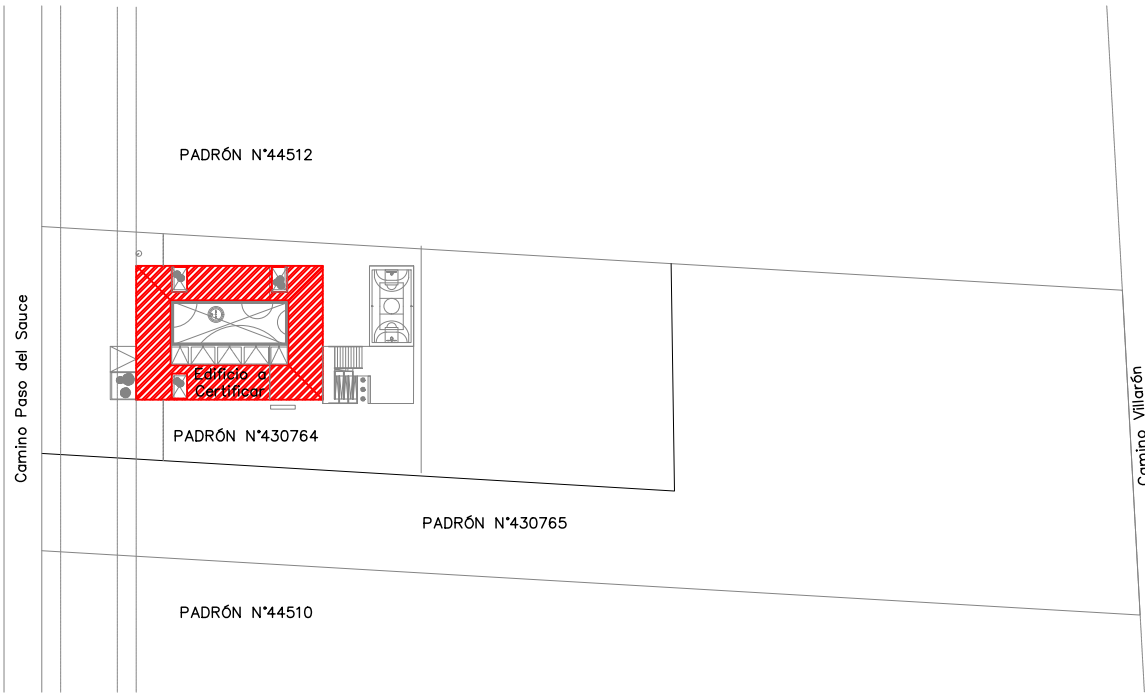 PADRÓN N°44512
Camino Paso del Sauce
Edificio a
Certificar
PADRÓN N°430764
Camino Villarón
PADRÓN N°430765
PADRÓN N°44510